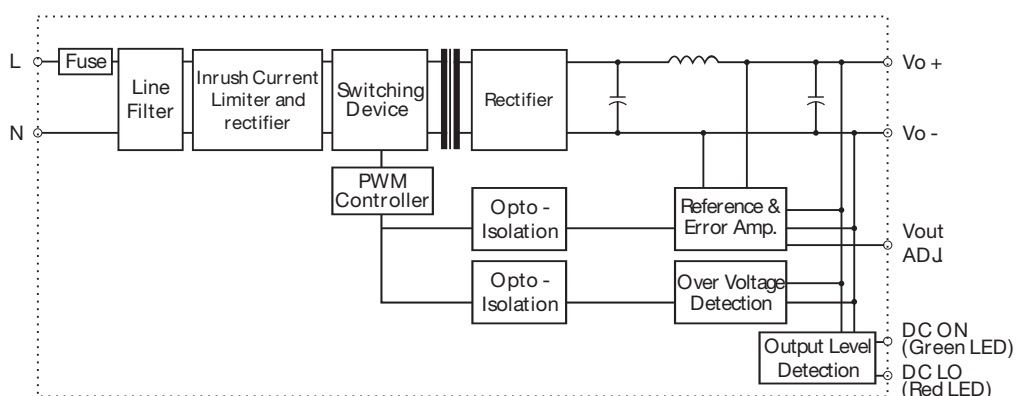 L
Fuse
N
Line
Filter
Inrush Current
Limiter and
rectifier
Switching
Device
Rectifier
Vo +
Vo -
PWM
Controller
Opto -
Isolation
Reference &
Error Amp.
Vout
ADJ.
Opto -
Isolation
Over Voltage
Detection
Output Level
Detection
DC ON
(Green LED)
DC LO
(Red LED)